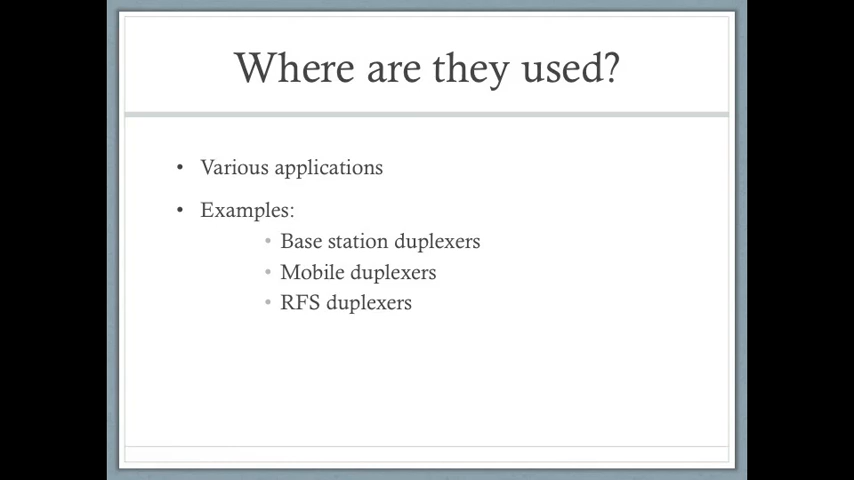 Where are they used?
• Various applications
• Examples:
• Base station duplexers
• Mobile duplexers
• RFS duplexers